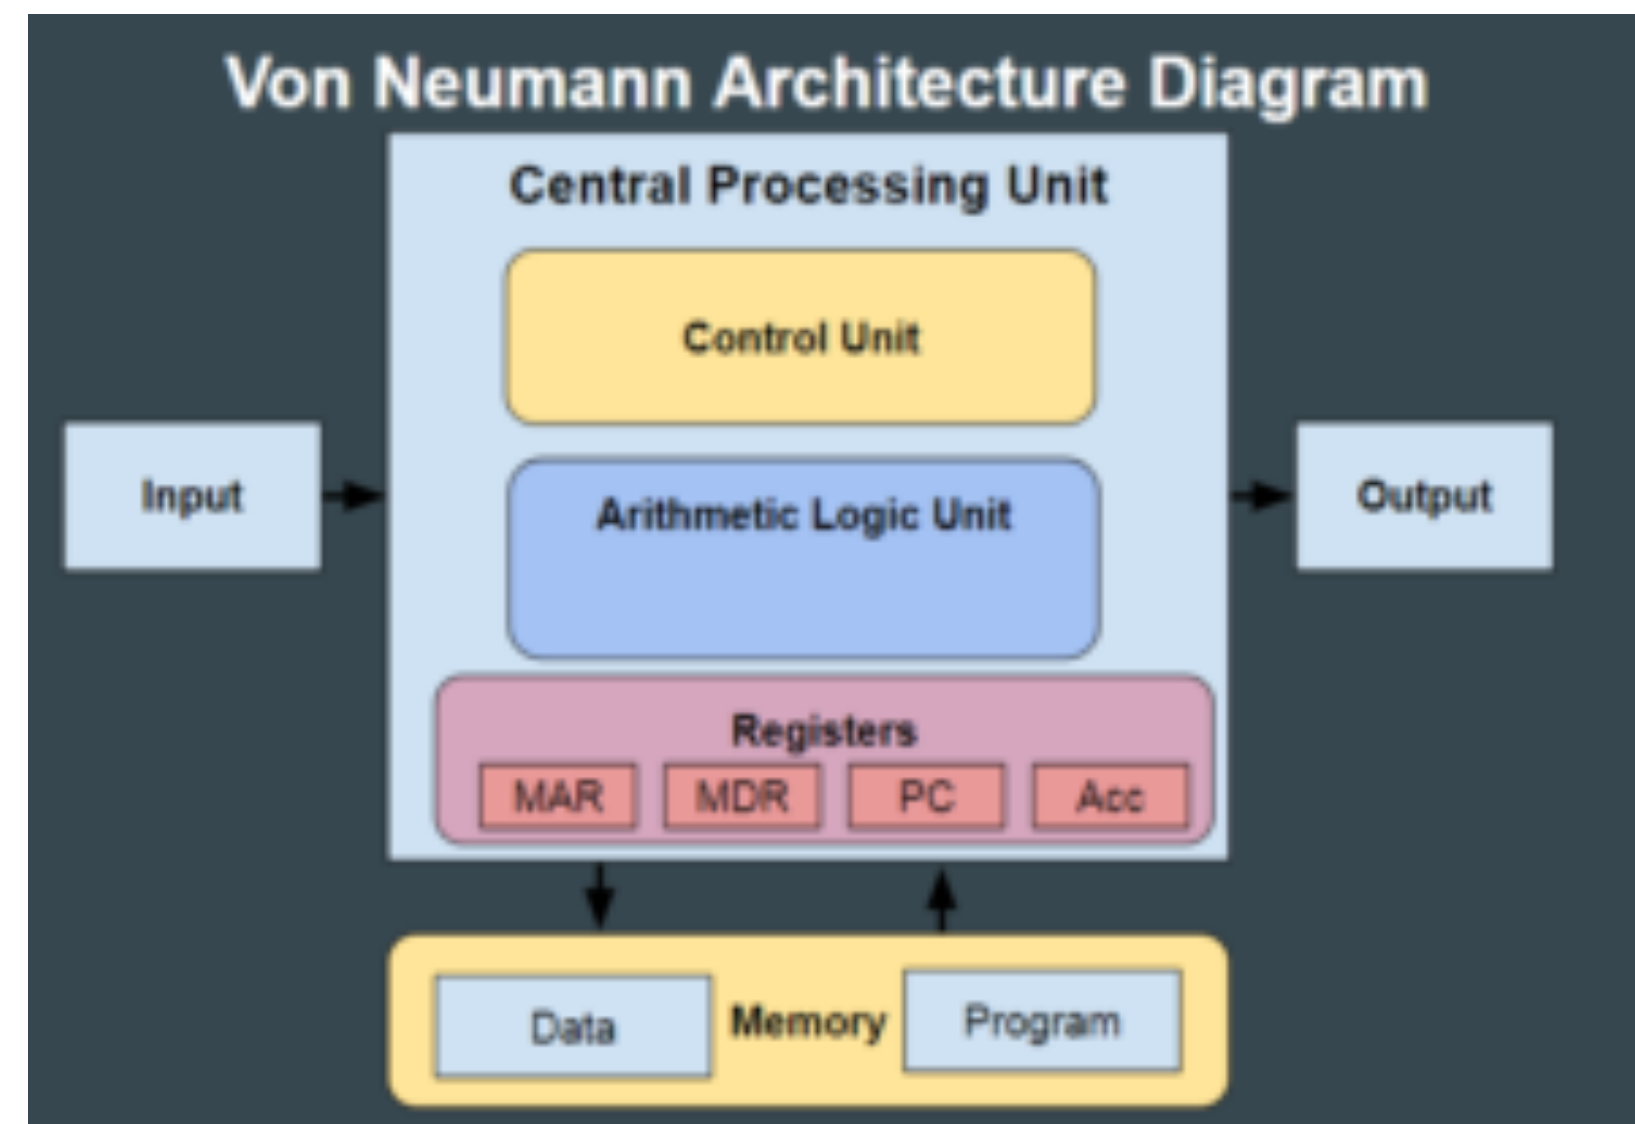 Von Neumann Architecture Diagram
Central Processing Unit
Control Unit
Input
Arithmetic Logic Unit
Output
Registers
MAR MDR PC Acc
Data Memory Program